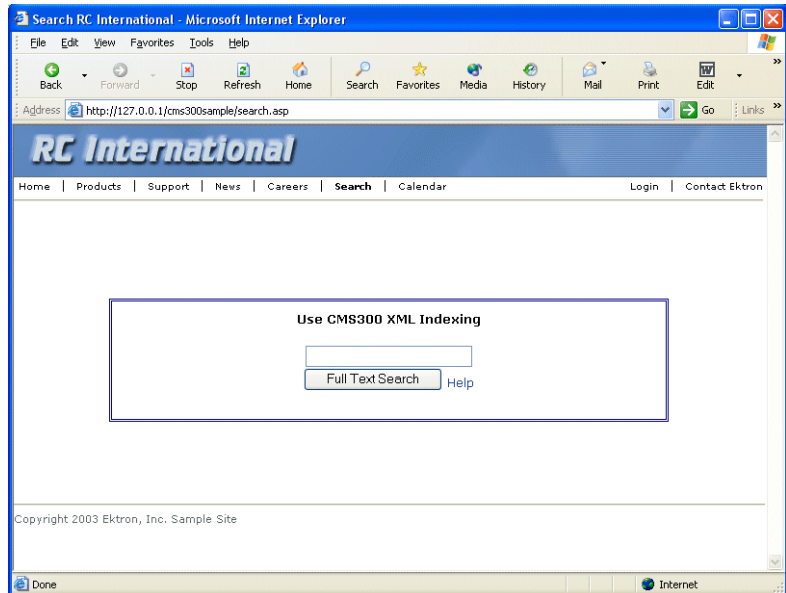 Search RC International - Microsoft Internet Explorer
File Edit View Favorites Tools Help
Back Forward Stop Refresh Home Search Favorites Media History Mail Print Edit »
Address http://127.0.0.1/cms300sample/search.asp Go Links »
RC International
Home | Products | Support | News | Careers | Search | Calendar Login | Contact Ektron
Use CMS300 XML Indexing
Full Text Search Help
Copyright 2003 Ektron, Inc. Sample Site
Done Internet